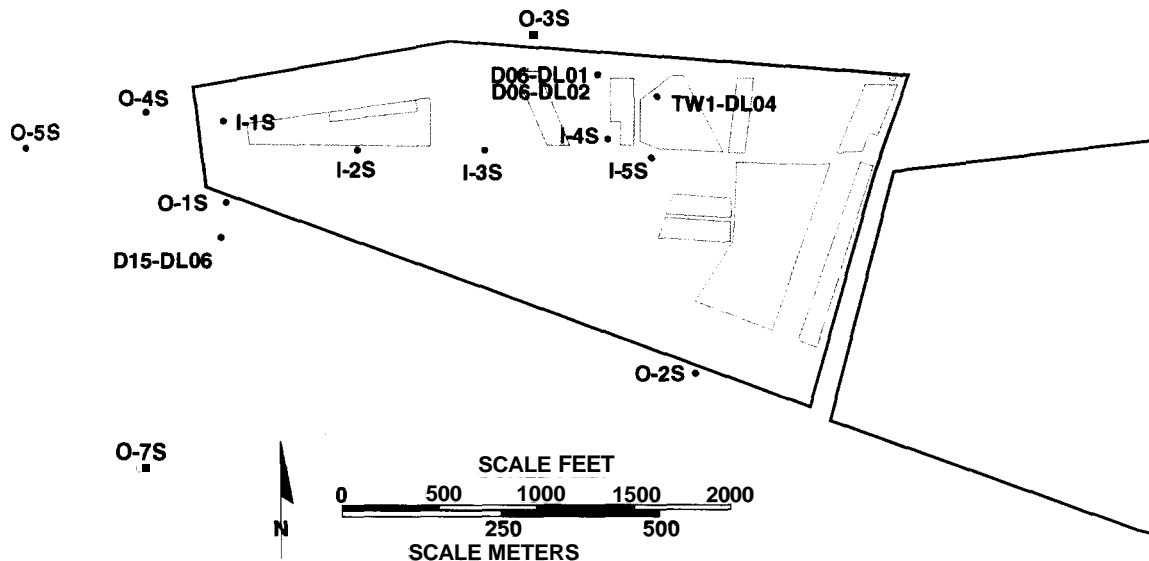 O-3S
D06-DL01
D06-DL02
TW1-DL04
O-4S
I-1S
O-5S
I-4S
I-2S
I-3S
I-5S
O-1S
D15-DL06
O-2S
O-7S
SCALE FEET
0 500 1000 1500 2000
N
250 500
SCALE METERS